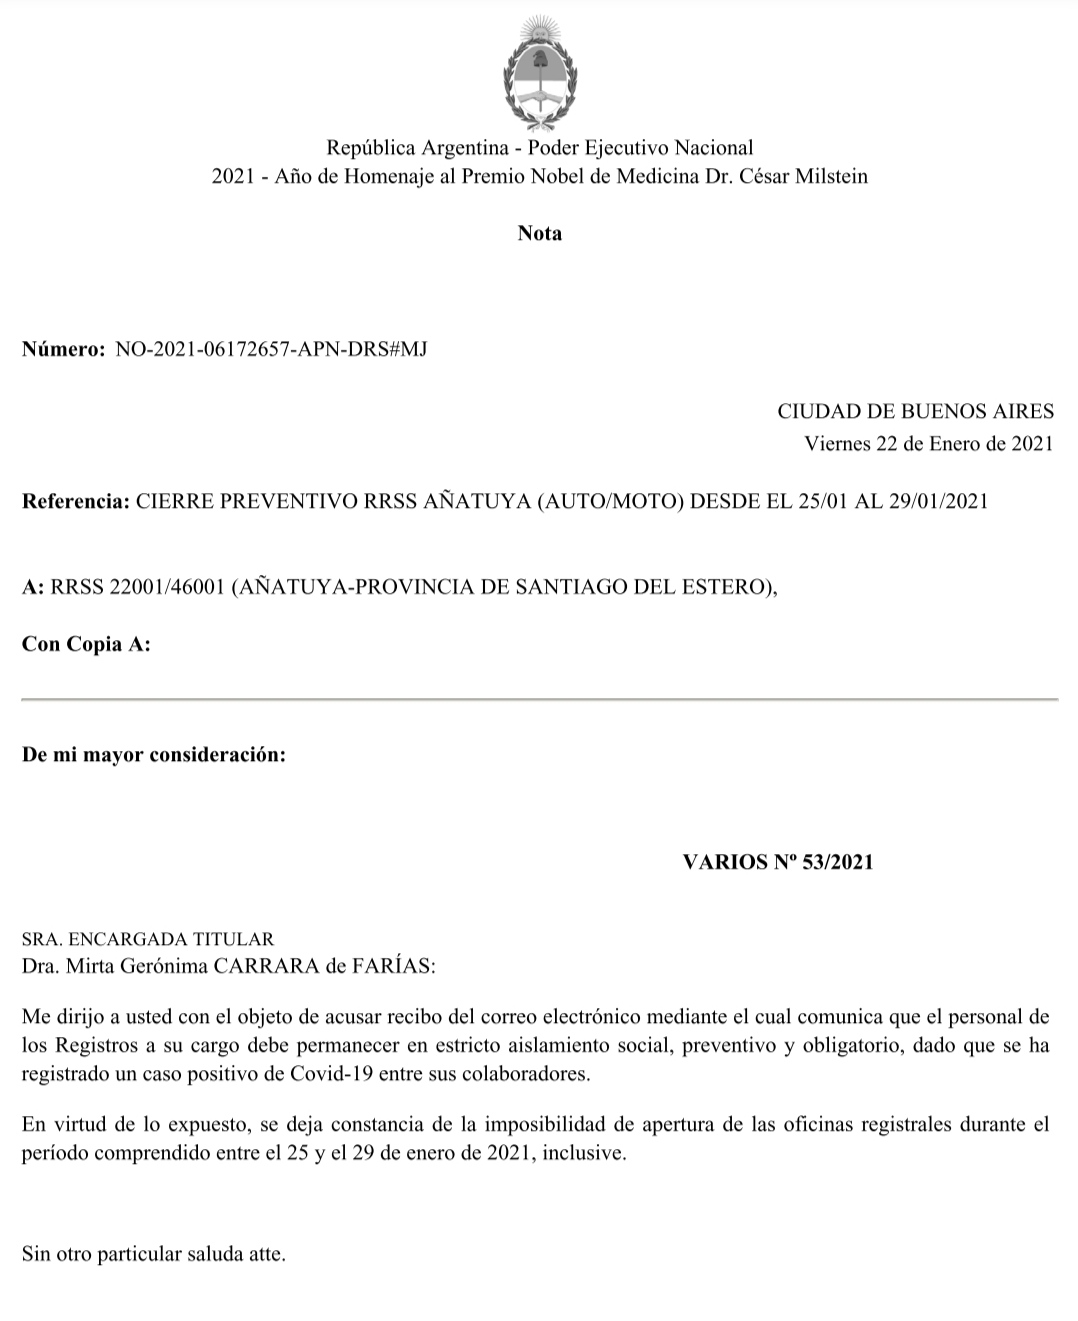 República Argentina - Poder Ejecutivo Nacional
2021 - Año de Homenaje al Premio Nobel de Medicina Dr. César Milstein
Nota
Número: NO-2021-06172657-APN-DRS#MJ
CIUDAD DE BUENOS AIRES
Viernes 22 de Enero de 2021
Referencia: CIERRE PREVENTIVO RRSS AÑATUYA (AUTO/MOTO) DESDE EL 25/01 AL 29/01/2021
A: RRSS 22001/46001 (AÑATUYA-PROVINCIA DE SANTIAGO DEL ESTERO),
Con Copia A:
De mi mayor consideración:
VARIOS Nº 53/2021
SRA. ENCARGADA TITULAR
Dra. Mirta Gerónima CARRARA de FARÍAS:
Me dirijo a usted con el objeto de acusar recibo del correo electrónico mediante el cual comunica que el personal de
los Registros a su cargo debe permanecer en estricto aislamiento social, preventivo y obligatorio, dado que se ha
registrado un caso positivo de Covid-19 entre sus colaboradores.
En virtud de lo expuesto, se deja constancia de la imposibilidad de apertura de las oficinas registrales durante el
período comprendido entre el 25 y el 29 de enero de 2021, inclusive.
Sin otro particular saluda atte.